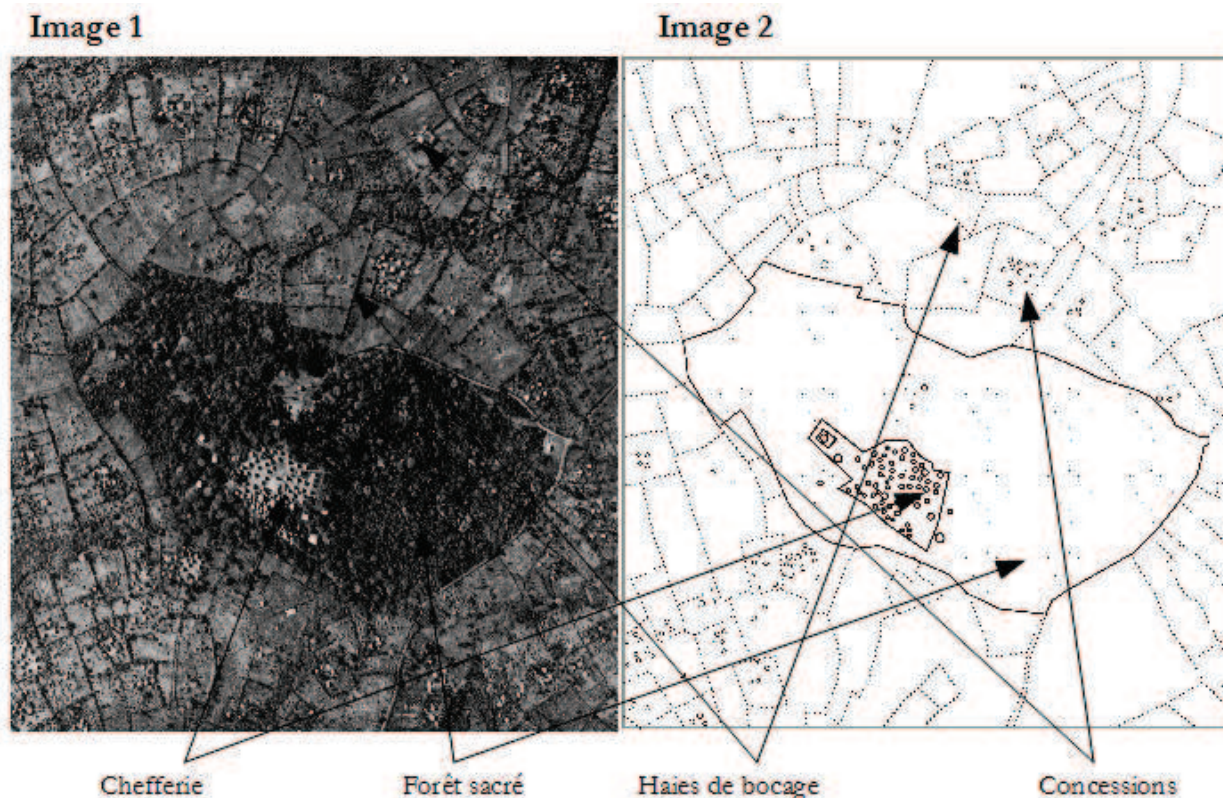 Image 1
Image 2
Chefferie
Forêt sacré
Haies de bocage
Concessions